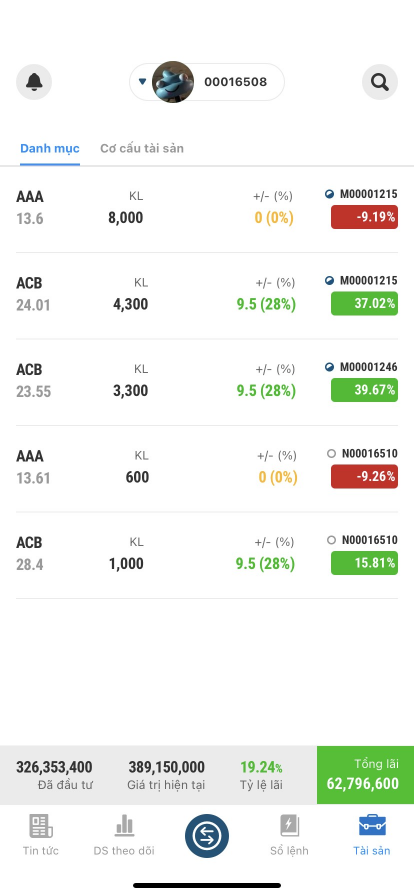 00016508
Danh mục Cơ cấu tài sản
AAA KL +/- (%) M00001215
13.6 8,000 0 (0%) -9.19%
ACB KL +/- (%) M00001215
24.01 4,300 9.5 (28%) 37.02%
ACB KL +/- (%) M00001246
23.55 3,300 9.5 (28%) 39.67%
AAA KL +/- (%) N00016510
13.61 600 0 (0%) -9.26%
ACB KL +/- (%) N00016510
28.4 1,000 9.5 (28%) 15.81%
326,353,400 389,150,000 19.24% Tổng lãi
Đã đầu tư Giá trị hiện tại Tỷ lệ lãi 62,796,600
Tin tức DS theo dõi Sổ lệnh Tài sản